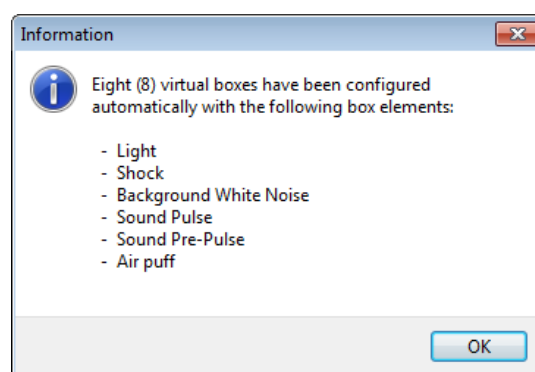 Information
Eight (8) virtual boxes have been configured
automatically with the following box elements:
- Light
- Shock
- Background White Noise
- Sound Pulse
- Sound Pre-Pulse
- Air puff
OK